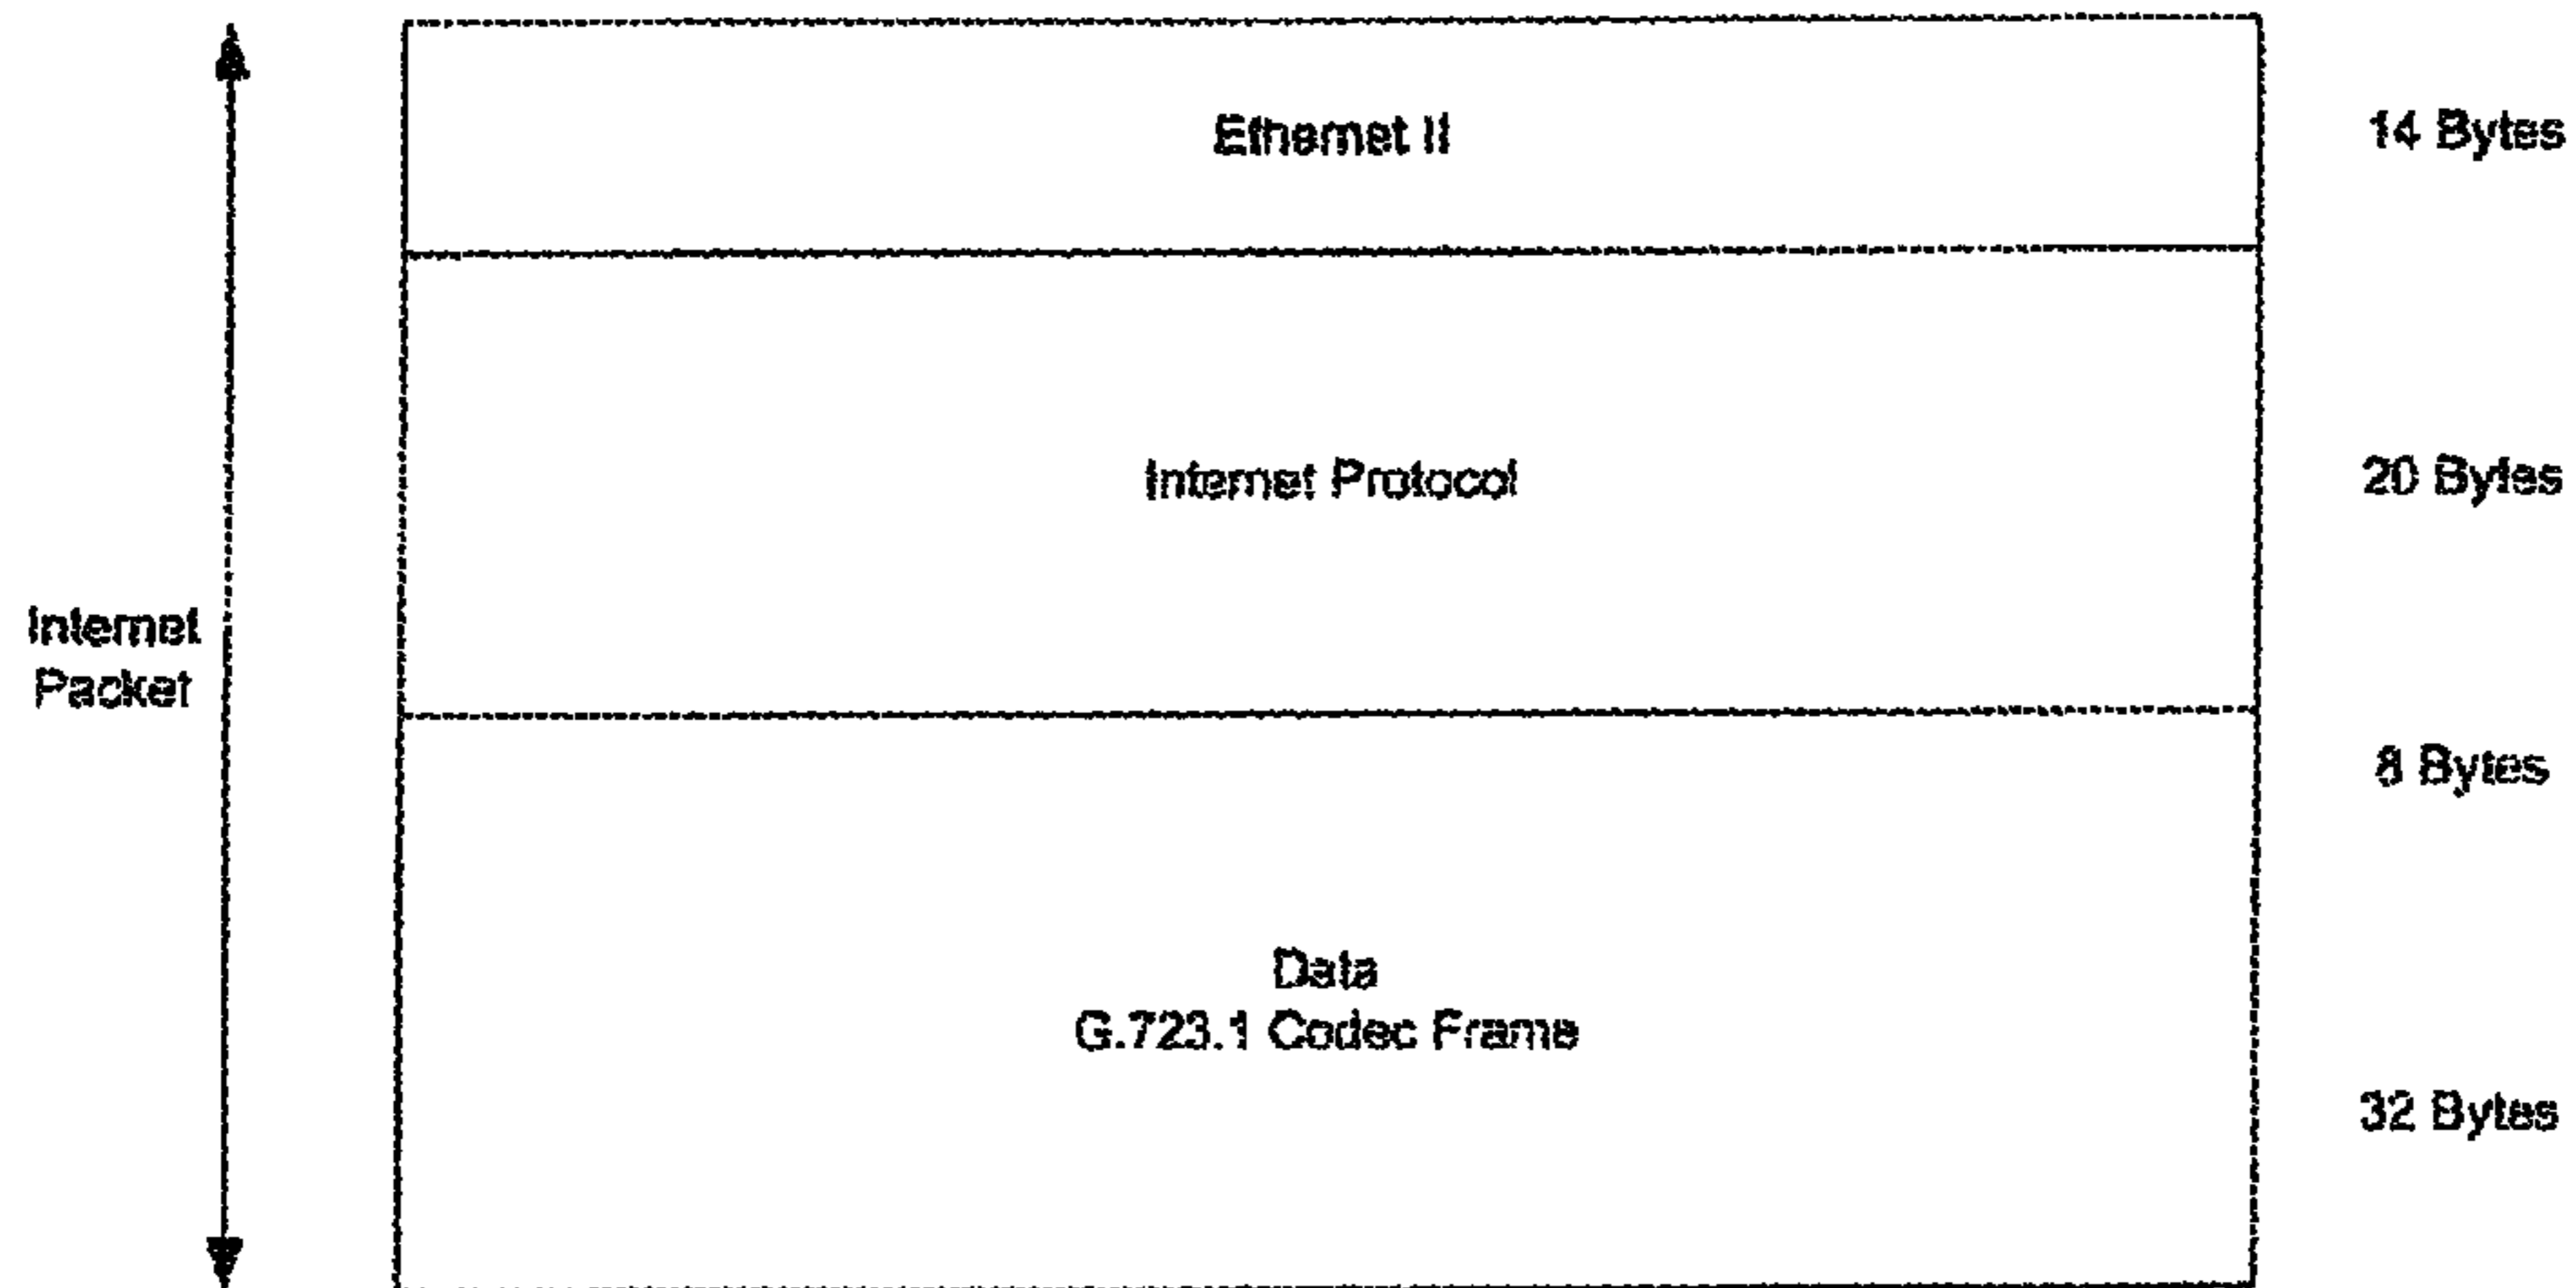 Ethernet II
14 Bytes
Internet Protocol
20 Bytes
Internet
Packet
8 Bytes
Data
G.723.1 Codec Frame
32 Bytes